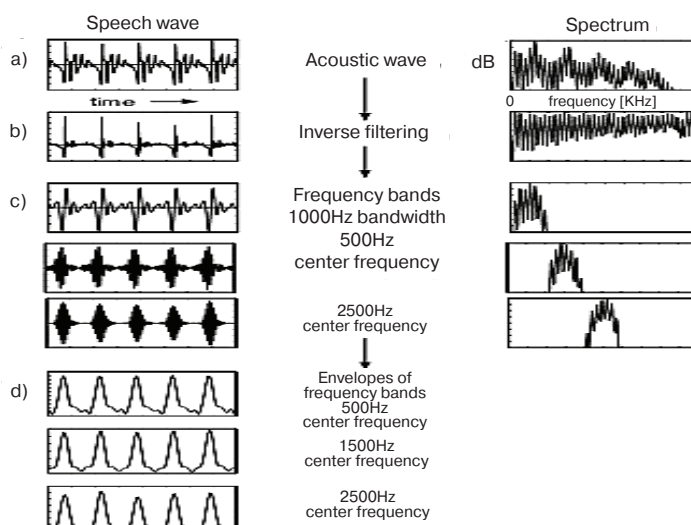 Speech wave
Spectrum
a)
Acoustic wave
dB
time
0
frequency [KHz]
b)
Inverse filtering
c)
Frequency bands
1000Hz bandwidth
500Hz
center frequency
2500Hz
center frequency
d)
Envelopes of
frequency bands
500Hz
center frequency
1500Hz
center frequency
2500Hz
center frequency